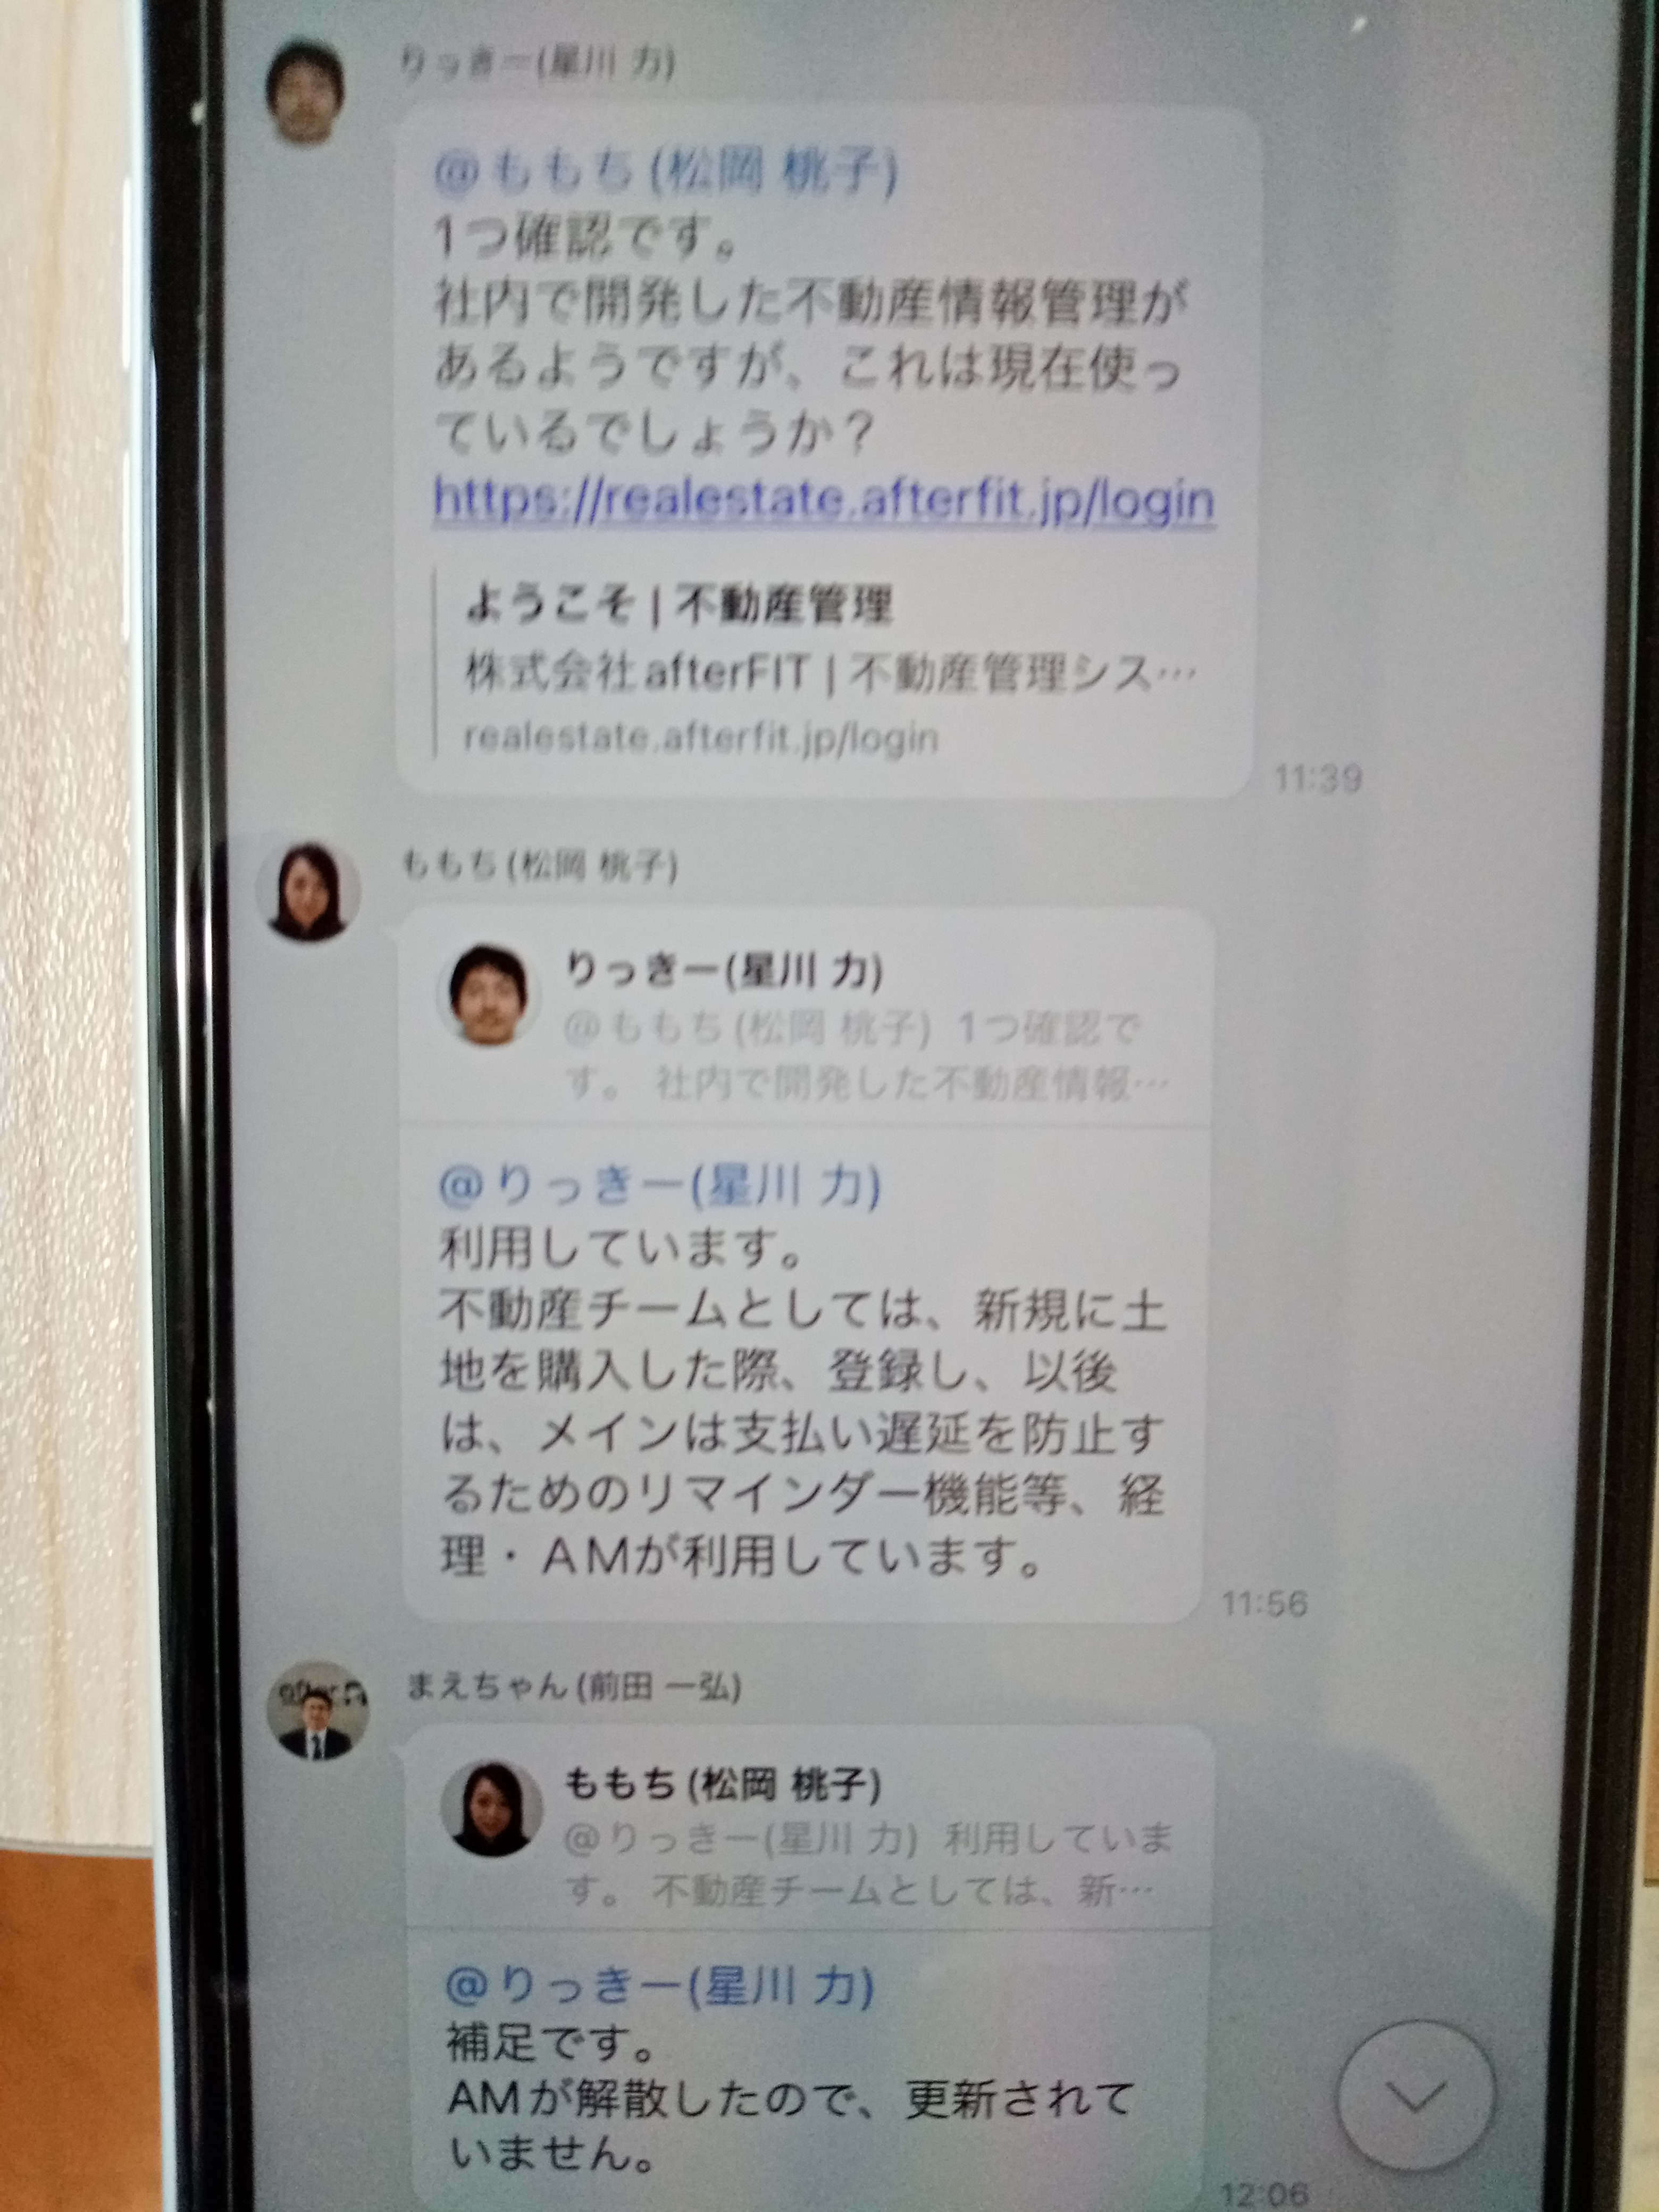 りっきー(星川 力)
@ももち(松岡 桃子)
1つ確認です。
社内で開発した不動産情報管理が
あるようですが、これは現在使っ
ているでしょうか？
https://realestate.afterfit.jp/login
ようこそ | 不動産管理
株式会社afterFIT | 不動産管理シス…
realestate.afterfit.jp/login
11:39
ももち(松岡 桃子)
りっきー(星川 力)
@ももち(松岡 桃子) 1つ確認で
す。 社内で開発した不動産情報…
@りっきー(星川 力)
利用しています。
不動産チームとしては、新規に土
地を購入した際、登録し、以後
は、メインは支払い遅延を防止す
るためのリマインダー機能等、経
理・ＡＭが利用しています。
11:56
まえちゃん(前田 一弘)
ももち(松岡 桃子)
@りっきー(星川 力) 利用していま
す。 不動産チームとしては、新…
@りっきー(星川 力)
補足です。
AMが解散したので、更新されて
いません。
12:06